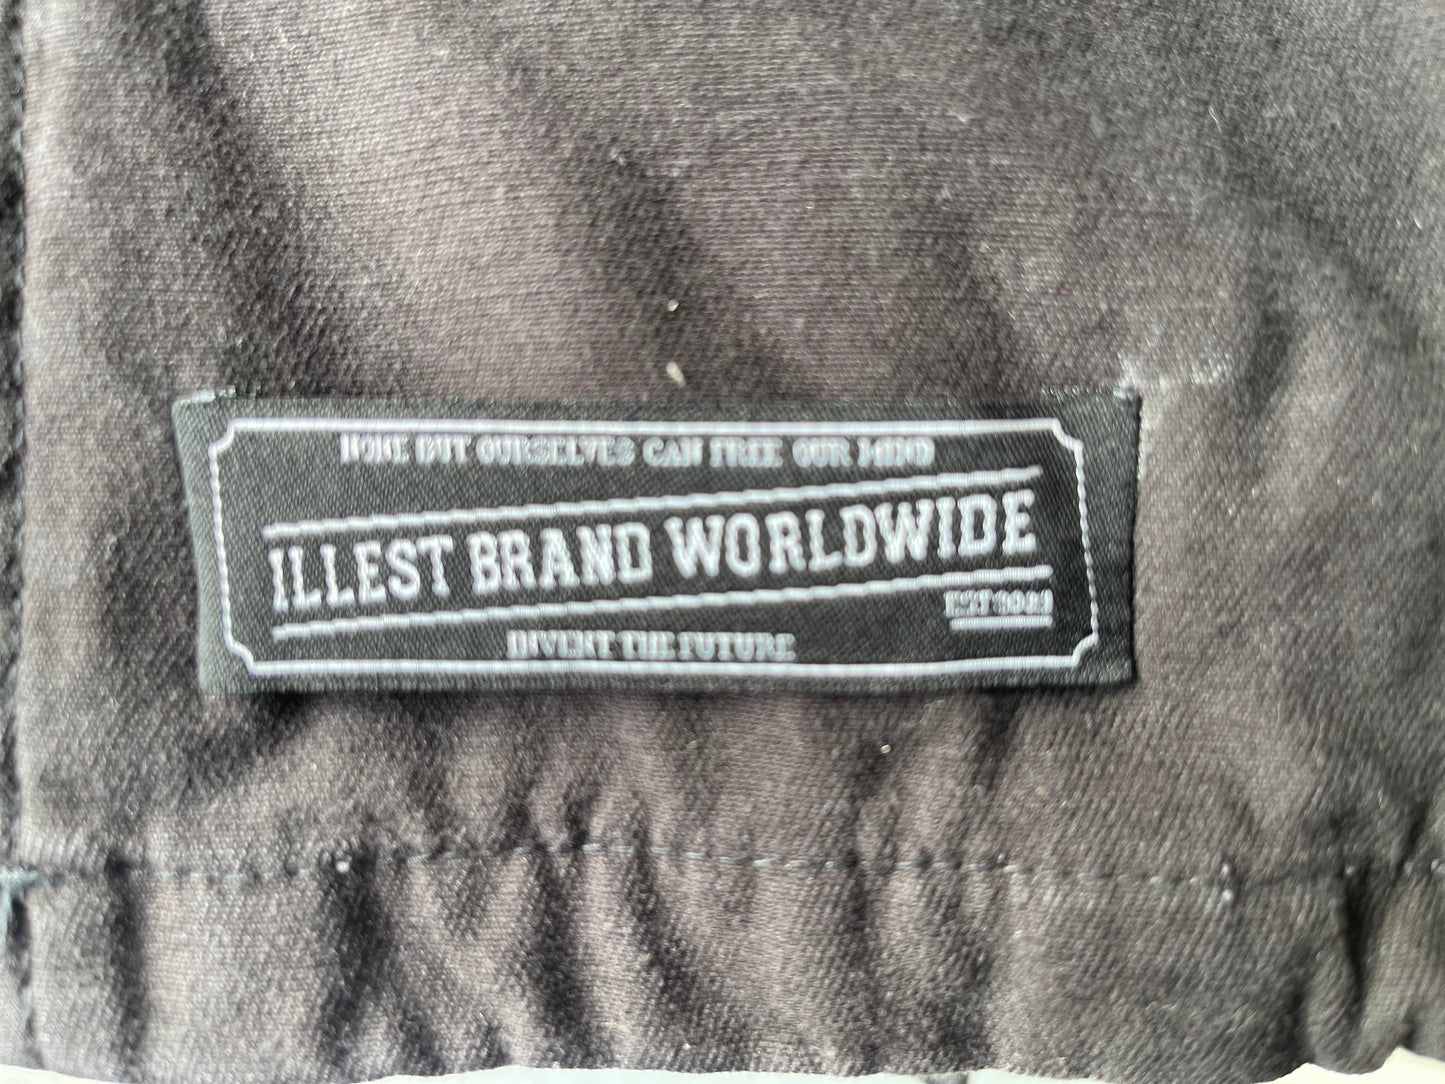 NONE BUT OURSELVES CAN FREE OUR MIND
ILLEST BRAND WORLDWIDE
EST
INVENT THE FUTURE